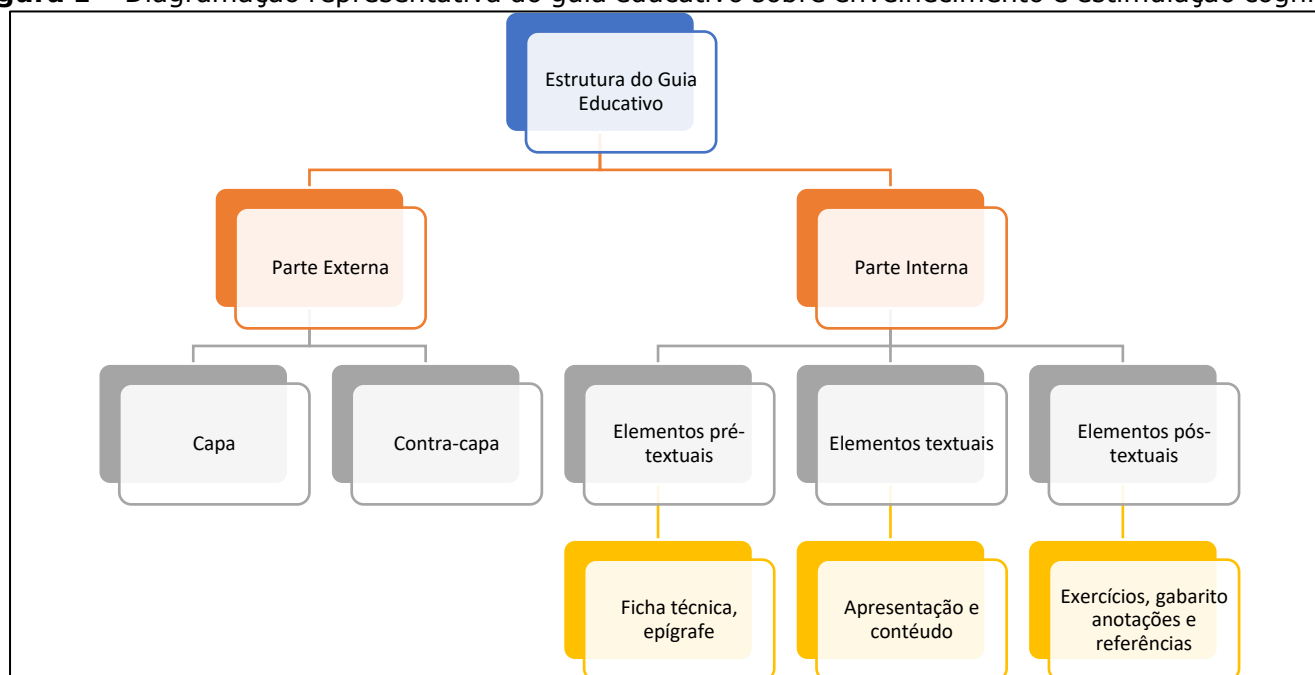 Estrutura do Guia
Educativo
Parte Externa
Parte Interna
Capa
Contra-capa
Elementos pré-
textuais
Elementos textuais
Elementos pós-
textuais
Ficha técnica,
epígrafe
Apresentação e
contéudo
Exercícios, gabarito
anotações e
referências